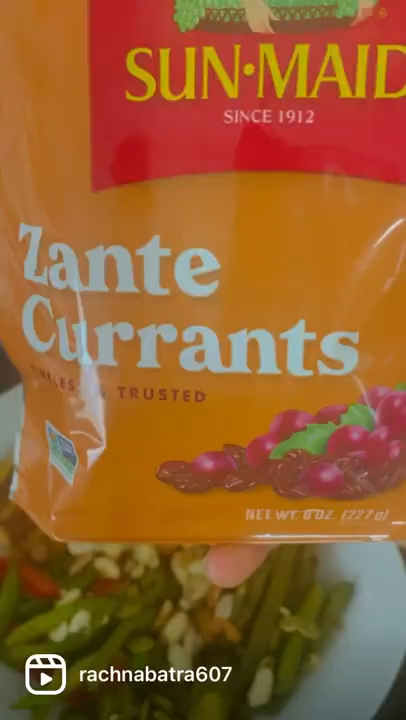 SUN·MAID
SINCE 1912
Zante
Currants
& TRUSTED
NET WT. 8 OZ. (227g)
rachnabatra607